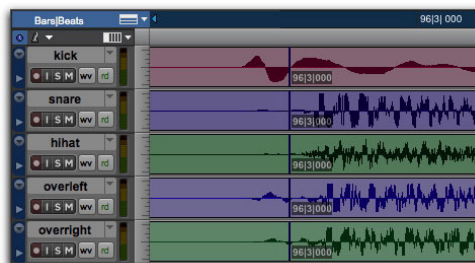 Bars|Beats
96|3| 000
kick
I S M wv rd
96|3|000
snare
I S M wv rd
96|3|000
hihat
I S M wv rd
96|3|000
overleft
I S M wv rd
96|3|000
overright
I S M wv rd
96|3|000